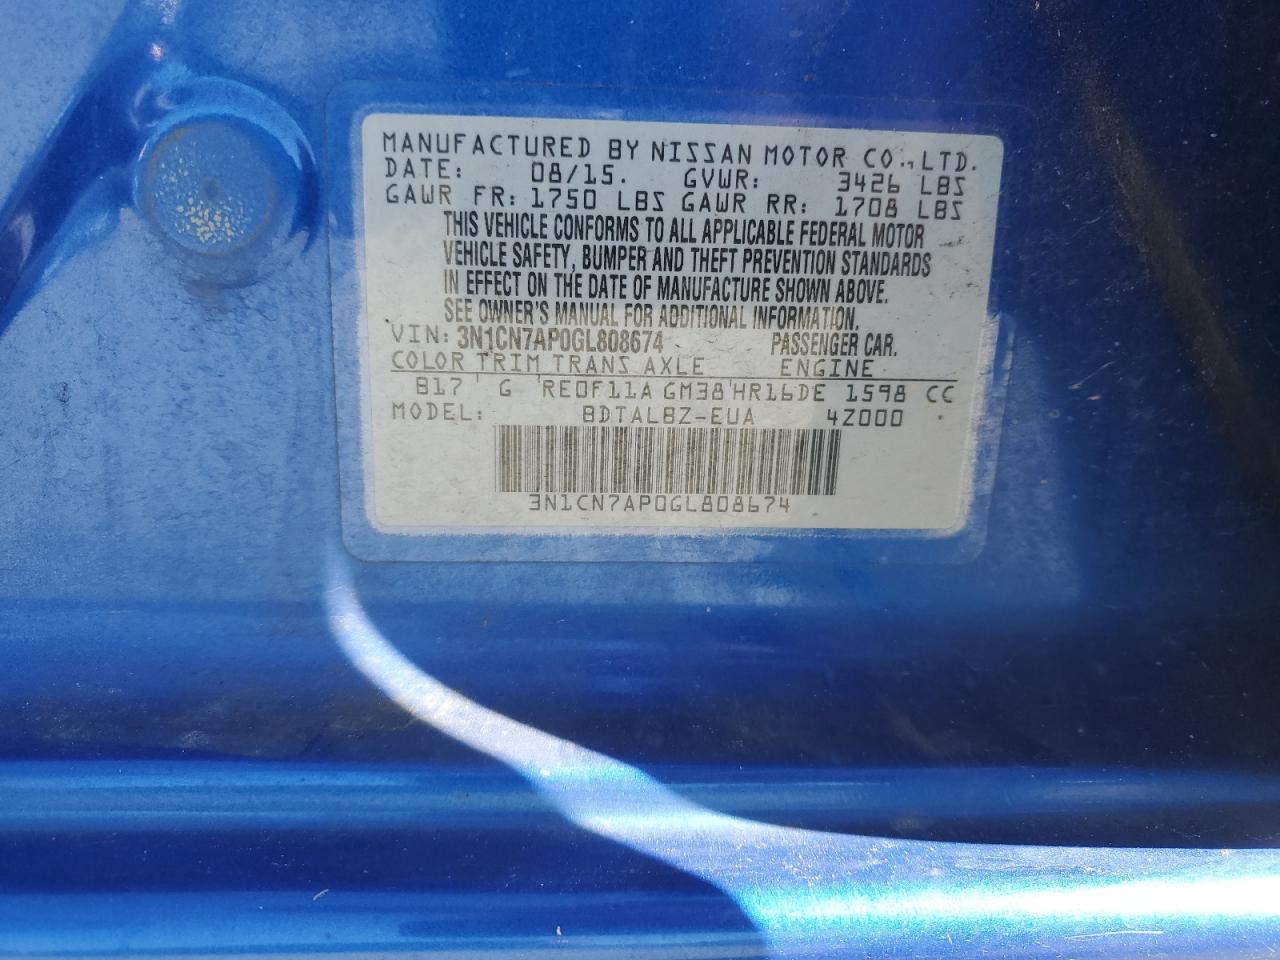 MANUFACTURED BY NISSAN MOTOR CO., LTD.
DATE: 08/15. GVWR: 3426 LBS
GAWR FR: 1750 LBS GAWR RR: 1708 LBS
THIS VEHICLE CONFORMS TO ALL APPLICABLE FEDERAL MOTOR
VEHICLE SAFETY, BUMPER AND THEFT PREVENTION STANDARDS
IN EFFECT ON THE DATE OF MANUFACTURE SHOWN ABOVE.
SEE OWNER'S MANUAL FOR ADDITIONAL INFORMATION.
VIN: 3N1CN7AP0GL808674 PASSENGER CAR.
COLOR TRIM TRANS AXLE ENGINE
B17 G RE0F11A GM38 HR16DE 1598 CC
MODEL: BDTALBZ-EUA 4Z000
3N1CN7AP0GL808674